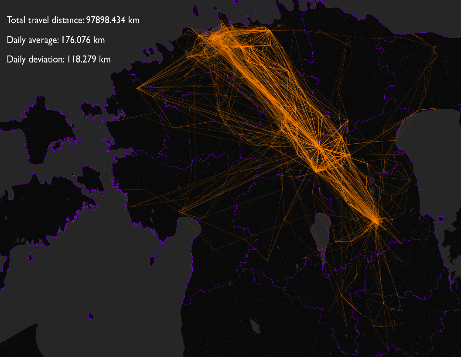 Total travel distance: 97898.434 km
Daily average: 176.076 km
Daily deviation: 118.279 km